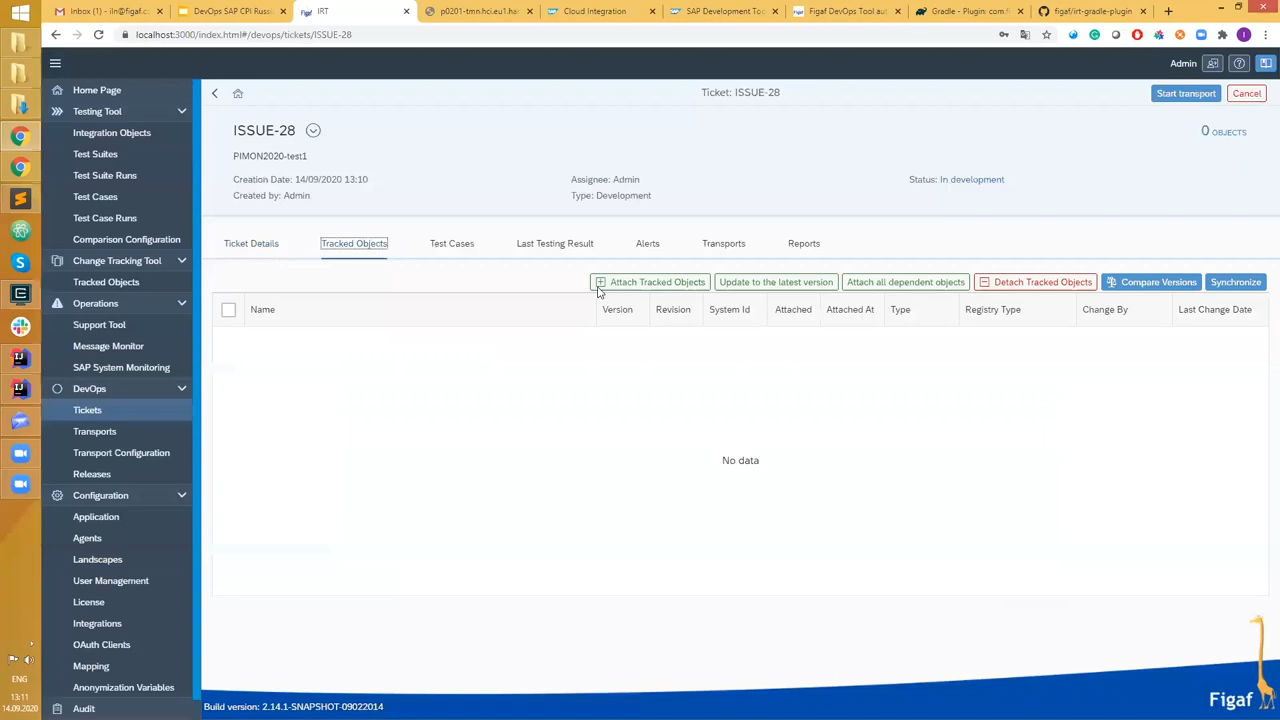 Inbox (1) - iln@figaf.c
DevOps SAP CPI Russi
Figaf IRT
p0201-tmn.hci.eu1.har
Cloud Integration
SAP Development To
Figaf DevOps Tool aut
Gradle - Plugin: com.f
figaf/irt-gradle-plugin
localhost:3000/index.html#/devops/tickets/ISSUE-28
Admin
Home Page
Testing Tool
Integration Objects
Test Suites
Test Suite Runs
Test Cases
Test Case Runs
Comparison Configuration
Change Tracking Tool
Tracked Objects
Operations
Support Tool
Message Monitor
SAP System Monitoring
DevOps
Tickets
Transports
Transport Configuration
Releases
Configuration
Application
Agents
Landscapes
User Management
License
Integrations
OAuth Clients
Mapping
Anonymization Variables
Audit
Ticket: ISSUE-28
Start transport
Cancel
ISSUE-28
0 OBJECTS
PIMON2020-test1
Creation Date: 14/09/2020 13:10
Assignee: Admin
Status: In development
Created by: Admin
Type: Development
Ticket Details
Tracked Objects
Test Cases
Last Testing Result
Alerts
Transports
Reports
Attach Tracked Objects
Update to the latest version
Attach all dependent objects
Detach Tracked Objects
Compare Versions
Synchronize
Name
Version
Revision
System Id
Attached
Attached At
Type
Registry Type
Change By
Last Change Date
No data
Build version: 2.14.1-SNAPSHOT-09022014
Figaf
ENG
13:11
14.09.2020